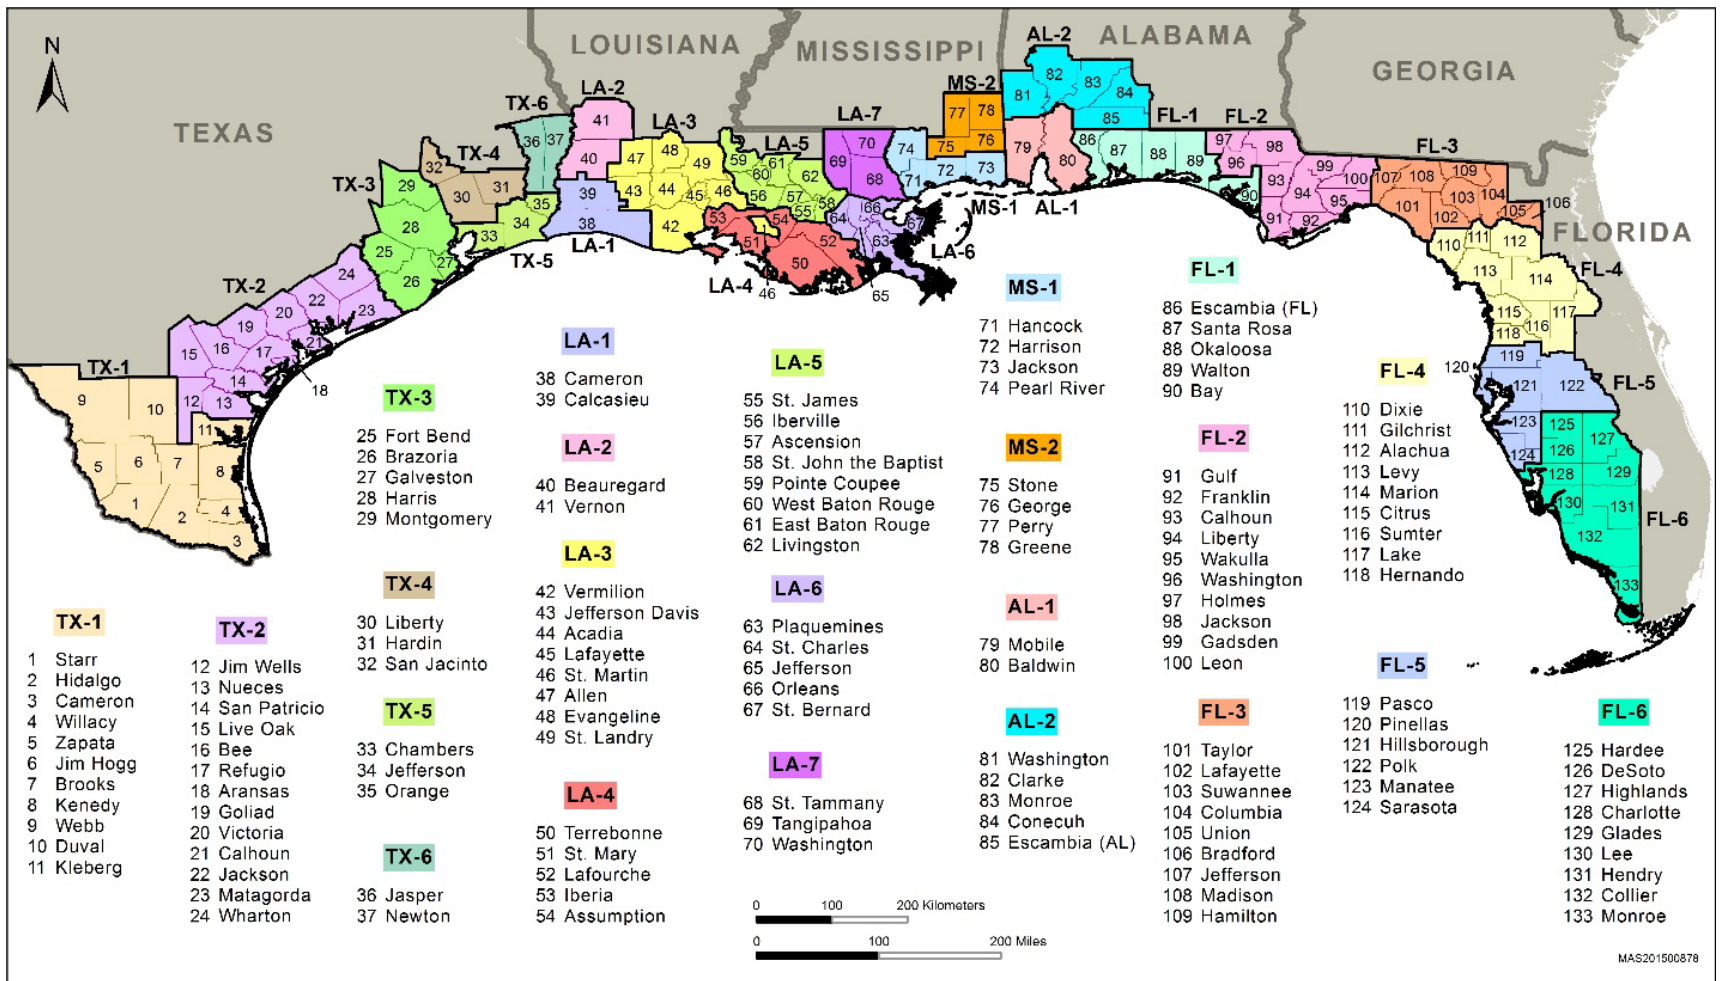 N
TEXAS
LOUISIANA
MISSISSIPPI
ALABAMA
GEORGIA
FLORIDA
TX-1
TX-2
TX-3
TX-4
TX-5
TX-6
LA-1
LA-2
LA-3
LA-4
LA-5
LA-6
LA-7
MS-1
MS-2
AL-1
AL-2
FL-1
FL-2
FL-3
FL-4
FL-5
FL-6
TX-1
1 Starr
2 Hidalgo
3 Cameron
4 Willacy
5 Zapata
6 Jim Hogg
7 Brooks
8 Kenedy
9 Webb
10 Duval
11 Kleberg
TX-2
12 Jim Wells
13 Nueces
14 San Patricio
15 Live Oak
16 Bee
17 Refugio
18 Aransas
19 Goliad
20 Victoria
21 Calhoun
22 Jackson
23 Matagorda
24 Wharton
TX-3
25 Fort Bend
26 Brazoria
27 Galveston
28 Harris
29 Montgomery
TX-4
30 Liberty
31 Hardin
32 San Jacinto
TX-5
33 Chambers
34 Jefferson
35 Orange
TX-6
36 Jasper
37 Newton
LA-1
38 Cameron
39 Calcasieu
LA-2
40 Beauregard
41 Vernon
LA-3
42 Vermilion
43 Jefferson Davis
44 Acadia
45 Lafayette
46 St. Martin
47 Allen
48 Evangeline
49 St. Landry
LA-4
50 Terrebonne
51 St. Mary
52 Lafourche
53 Iberia
54 Assumption
LA-5
55 St. James
56 Iberville
57 Ascension
58 St. John the Baptist
59 Pointe Coupee
60 West Baton Rouge
61 East Baton Rouge
62 Livingston
LA-6
63 Plaquemines
64 St. Charles
65 Jefferson
66 Orleans
67 St. Bernard
LA-7
68 St. Tammany
69 Tangipahoa
70 Washington
MS-1
71 Hancock
72 Harrison
73 Jackson
74 Pearl River
MS-2
75 Stone
76 George
77 Perry
78 Greene
AL-1
79 Mobile
80 Baldwin
AL-2
81 Washington
82 Clarke
83 Monroe
84 Conecuh
85 Escambia (AL)
FL-1
86 Escambia (FL)
87 Santa Rosa
88 Okaloosa
89 Walton
90 Bay
FL-2
91 Gulf
92 Franklin
93 Calhoun
94 Liberty
95 Wakulla
96 Washington
97 Holmes
98 Jackson
99 Gadsden
100 Leon
FL-3
101 Taylor
102 Lafayette
103 Suwannee
104 Columbia
105 Union
106 Bradford
107 Jefferson
108 Madison
109 Hamilton
FL-4
110 Dixie
111 Gilchrist
112 Alachua
113 Levy
114 Marion
115 Citrus
116 Sumter
117 Lake
118 Hernando
FL-5
119 Pasco
120 Pinellas
121 Hillsborough
122 Polk
123 Manatee
124 Sarasota
FL-6
125 Hardee
126 DeSoto
127 Highlands
128 Charlotte
129 Glades
130 Lee
131 Hendry
132 Collier
133 Monroe
0 100 200 Kilometers
0 100 200 Miles
MAS201500878